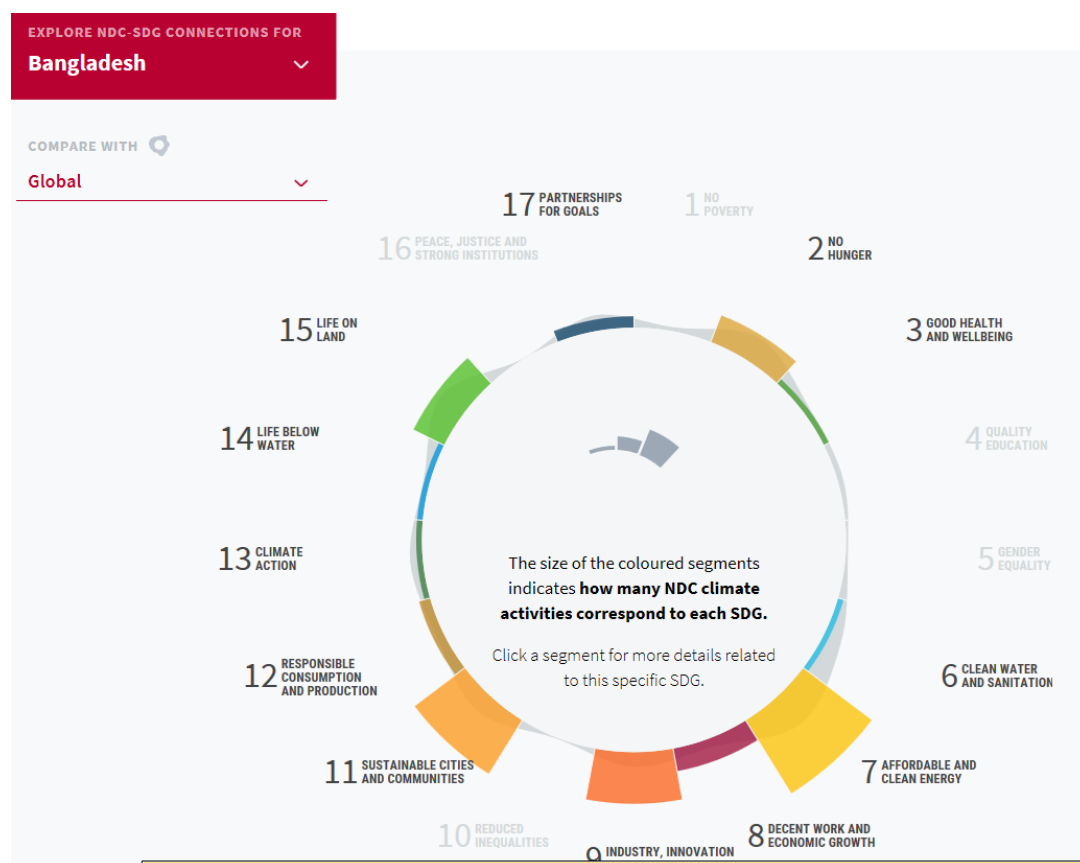 EXPLORE NDC-SDG CONNECTIONS FOR
Bangladesh
COMPARE WITH
Global
17 PARTNERSHIPS
FOR GOALS
1 NO
POVERTY
16 PEACE, JUSTICE AND
STRONG INSTITUTIONS
2 NO
HUNGER
15 LIFE ON
LAND
3 GOOD HEALTH
AND WELLBEING
14 LIFE BELOW
WATER
4 QUALITY
EDUCATION
13 CLIMATE
ACTION
5 GENDER
EQUALITY
The size of the coloured segments
indicates how many NDC climate
activities correspond to each SDG.
Click a segment for more details related
to this specific SDG.
12 RESPONSIBLE
CONSUMPTION
AND PRODUCTION
6 CLEAN WATER
AND SANITATION
11 SUSTAINABLE CITIES
AND COMMUNITIES
7 AFFORDABLE AND
CLEAN ENERGY
10 REDUCED
INEQUALITIES
8 DECENT WORK AND
ECONOMIC GROWTH
9 INDUSTRY, INNOVATION